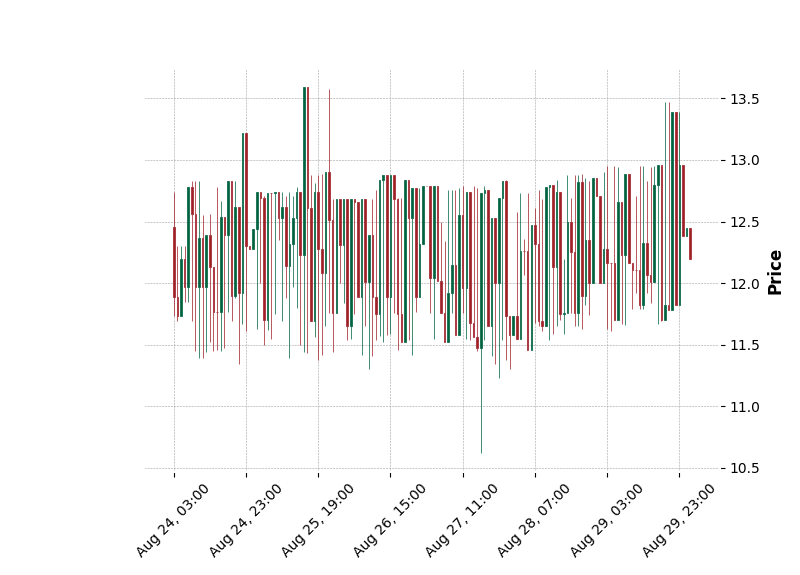 13.5
13.0
12.5
12.0
11.5
11.0
10.5
Price
Aug 24, 03:00
Aug 24, 23:00
Aug 25, 19:00
Aug 26, 15:00
Aug 27, 11:00
Aug 28, 07:00
Aug 29, 03:00
Aug 29, 23:00